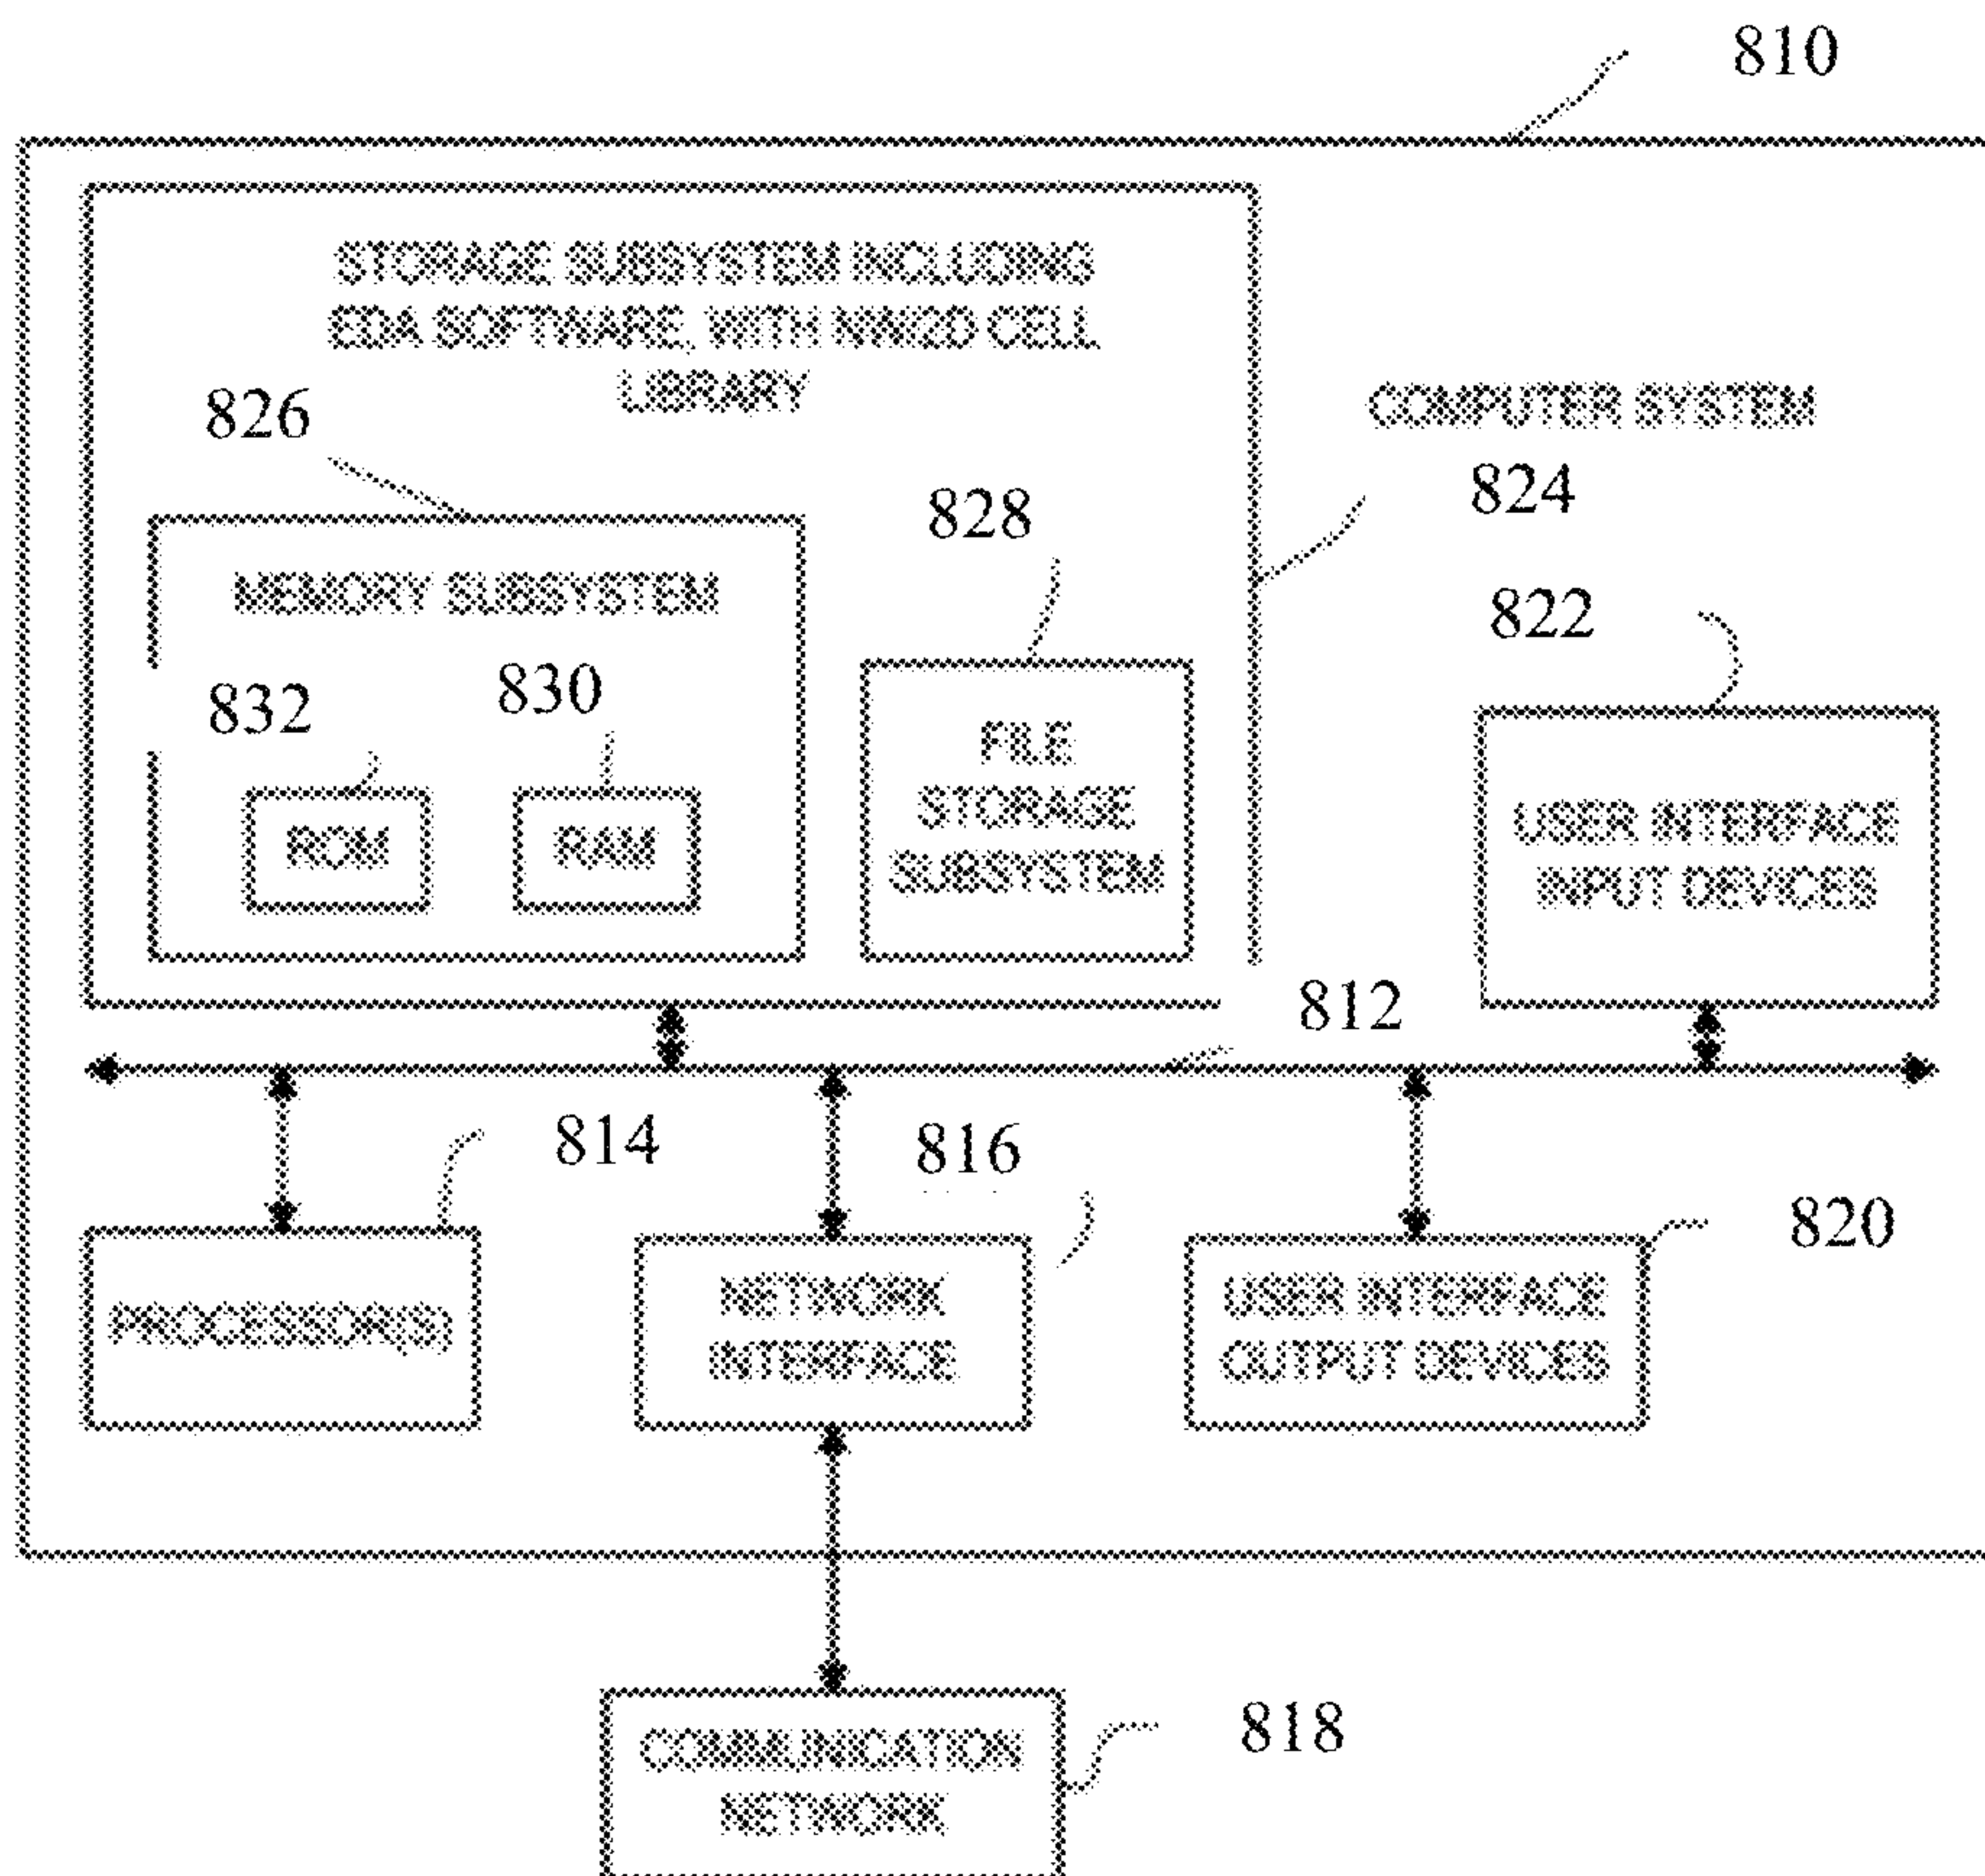 810
STORAGE SUBSYSTEM INCLUDING
EDA SOFTWARE, WITH NW/2D CELL
LIBRARY
826
COMPUTER SYSTEM
824
828
MEMORY SUBSYSTEM
822
832
830
FILE
STORAGE
SUBSYSTEM
ROM
RAM
USER INTERFACE
INPUT DEVICES
812
814
816
820
PROCESSOR(S)
NETWORK
INTERFACE
USER INTERFACE
OUTPUT DEVICES
COMMUNICATION
NETWORK
818